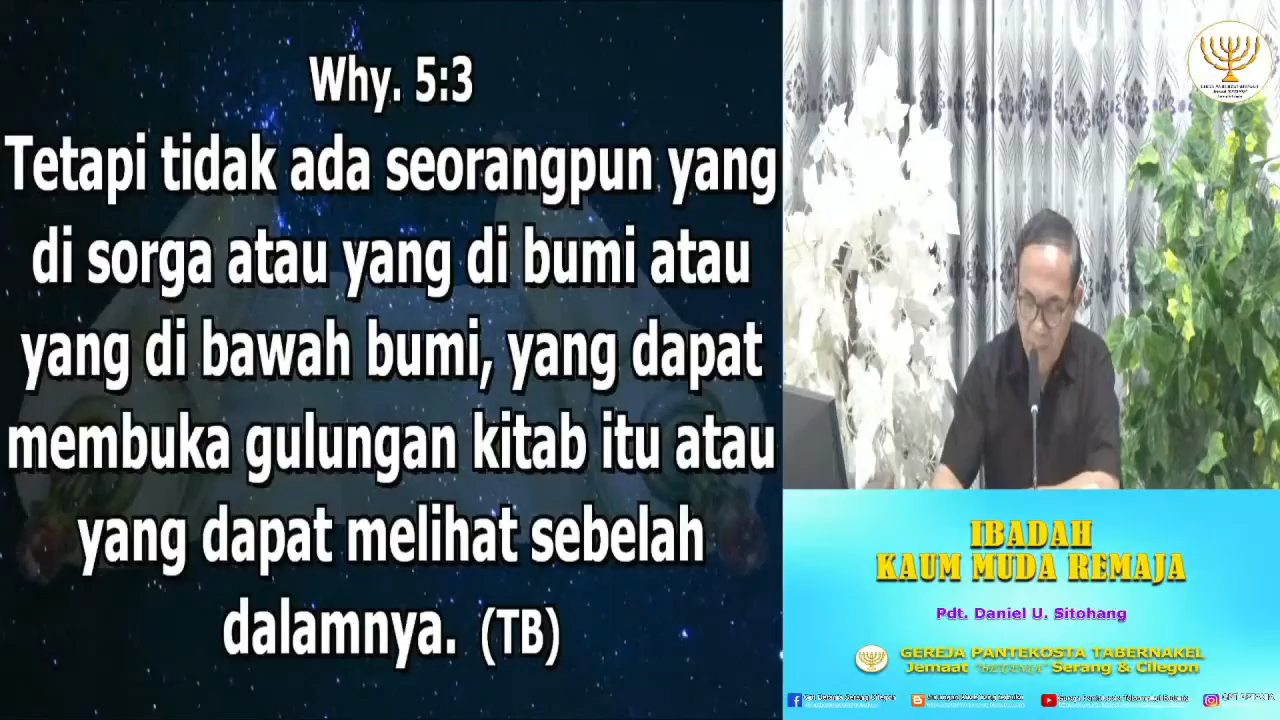 Why. 5:3
Tetapi tidak ada seorangpun yang
di sorga atau yang di bumi atau
yang di bawah bumi, yang dapat
membuka gulungan kitab itu atau
yang dapat melihat sebelah
dalamnya. (TB)
IBADAH
KAUM MUDA REMAJA
Pdt. Daniel U. Sitohang
GEREJA PANTEKOSTA TABERNAKEL
Jemaat Serang & Cilegon